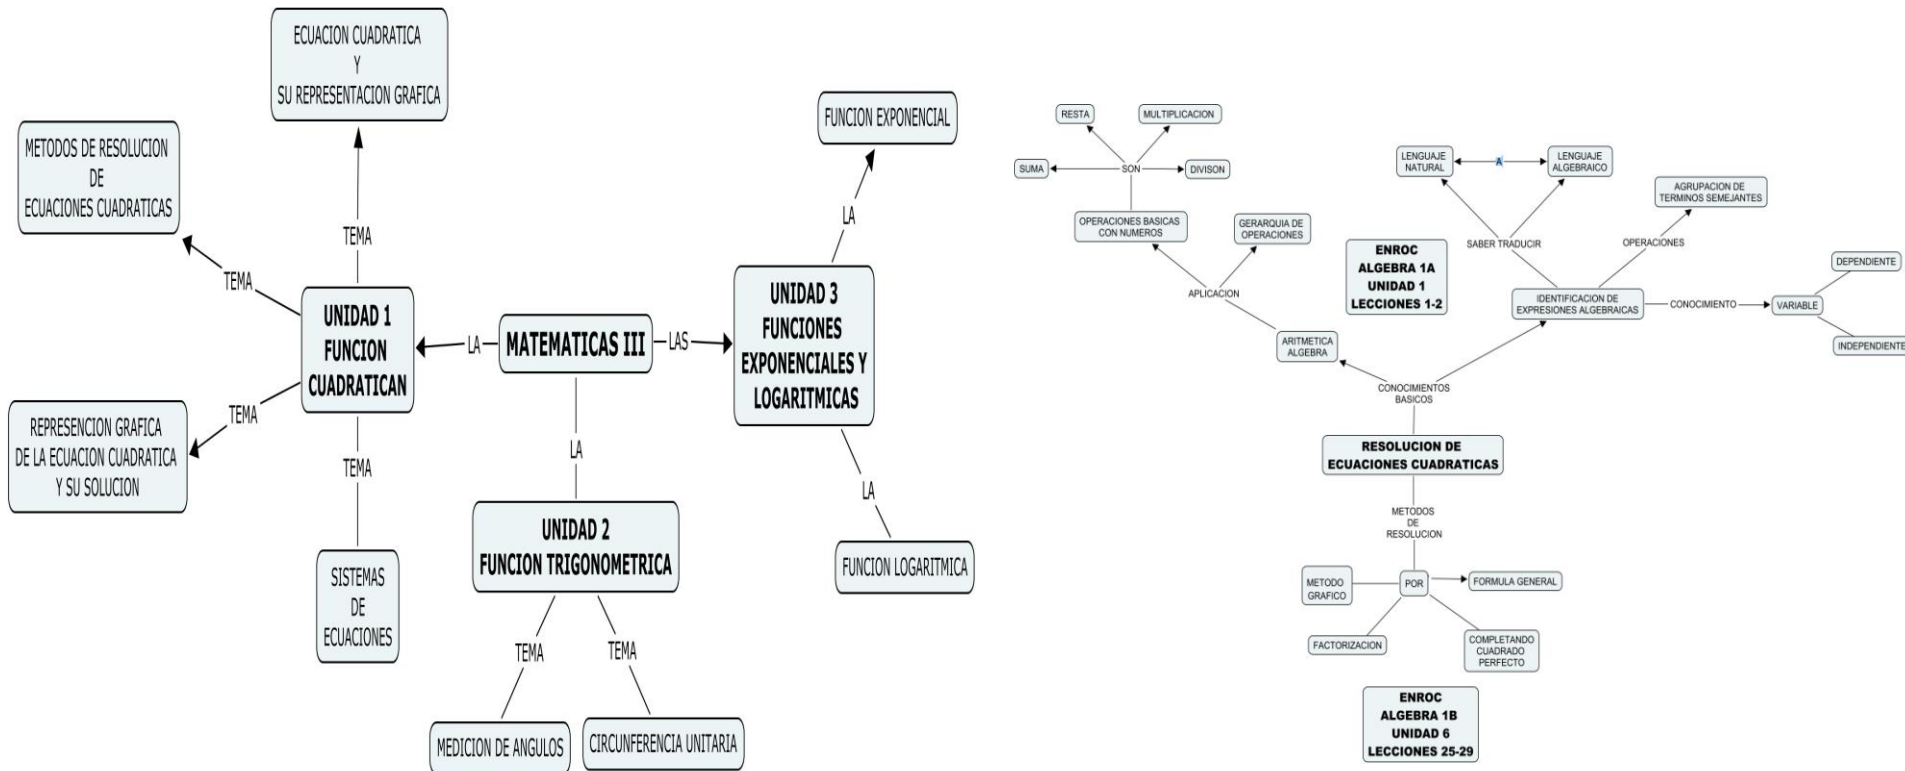 ECUACION CUADRATICA
Y
SU REPRESENTACION GRAFICA
METODOS DE RESOLUCION
DE
ECUACIONES CUADRATICAS
TEMA
TEMA
UNIDAD 1
FUNCION
CUADRATICAN
TEMA
REPRESENCION GRAFICA
DE LA ECUACION CUADRATICA
Y SU SOLUCION
TEMA
SISTEMAS
DE
ECUACIONES
LA
MATEMATICAS III
LAS
LA
UNIDAD 2
FUNCION TRIGONOMETRICA
TEMA
TEMA
MEDICION DE ANGULOS
CIRCUNFERENCIA UNITARIA
FUNCION EXPONENCIAL
LA
UNIDAD 3
FUNCIONES
EXPONENCIALES Y
LOGARITMICAS
LA
FUNCION LOGARITMICA
RESTA
MULTIPLICACION
SUMA
SON
DIVISON
OPERACIONES BASICAS
CON NUMEROS
GERARQUIA DE
OPERACIONES
APLICACION
ARITMETICA
ALGEBRA
LENGUAJE
NATURAL
A
LENGUAJE
ALGEBRAICO
AGRUPACION DE
TERMINOS SEMEJANTES
SABER TRADUCIR
OPERACIONES
ENROC
ALGEBRA 1A
UNIDAD 1
LECCIONES 1-2
IDENTIFICACION DE
EXPRESIONES ALGEBRAICAS
CONOCIMIENTO
VARIABLE
DEPENDIENTE
INDEPENDIENTE
CONOCIMIENTOS
BASICOS
RESOLUCION DE
ECUACIONES CUADRATICAS
METODOS
DE
RESOLUCION
METODO
GRAFICO
POR
FORMULA GENERAL
FACTORIZACION
COMPLETANDO
CUADRADO
PERFECTO
ENROC
ALGEBRA 1B
UNIDAD 6
LECCIONES 25-29